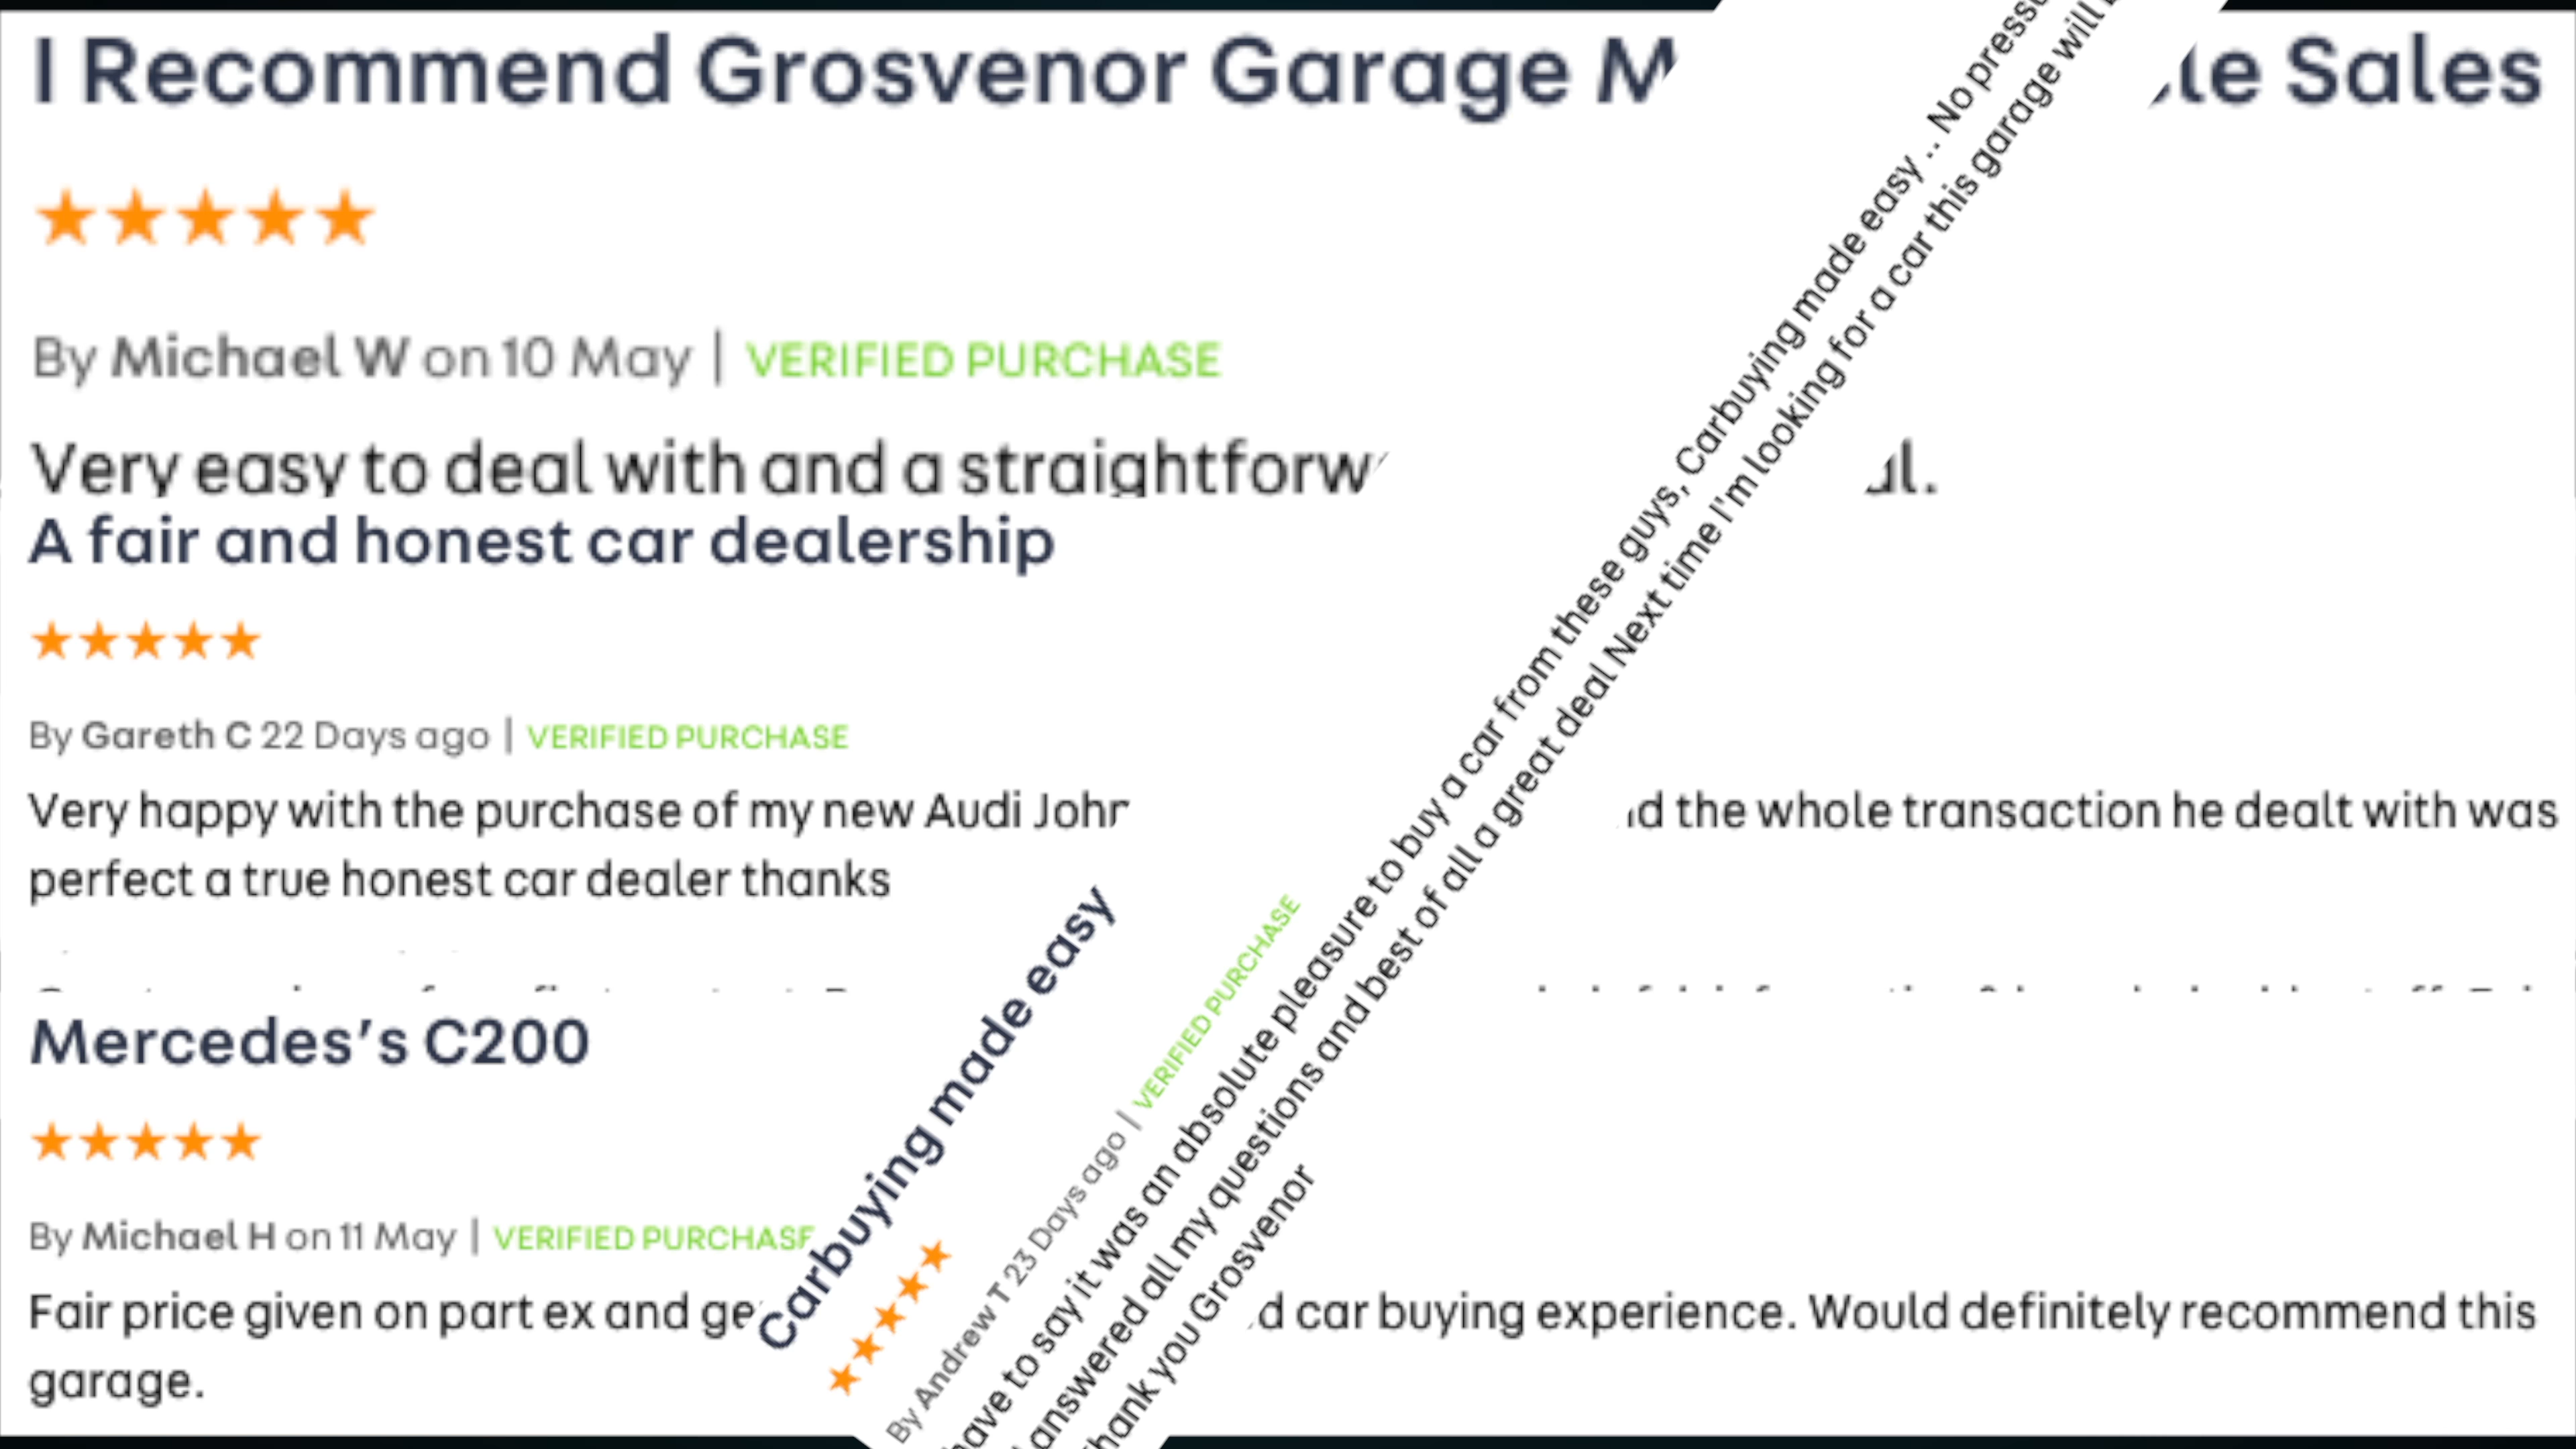 I Recommend Grosvenor Garage Sales
By Michael W on 10 May | VERIFIED PURCHASE
Very easy to deal with and a
A fair and honest car dealership
By Gareth C 22 Days ago | VERIFIED PURCHASE
Very happy with the purchase of my new Audi the whole transaction he dealt with was
perfect a true honest car dealer thanks
Mercedes's C200
By Michael H on 11 May | VERIFIED PURCHASE
Fair price given on part ex and car buying experience. Would definitely recommend this
garage.
Carbuying made easy
By Andrew T 23 Days ago | VERIFIED PURCHASE
have to say it was an absolute pleasure to buy a car from these guys, Carbuying made easy .. No
answered all my questions and best of all a great deal Next time I'm looking for a car this garage will
you Grosvenor